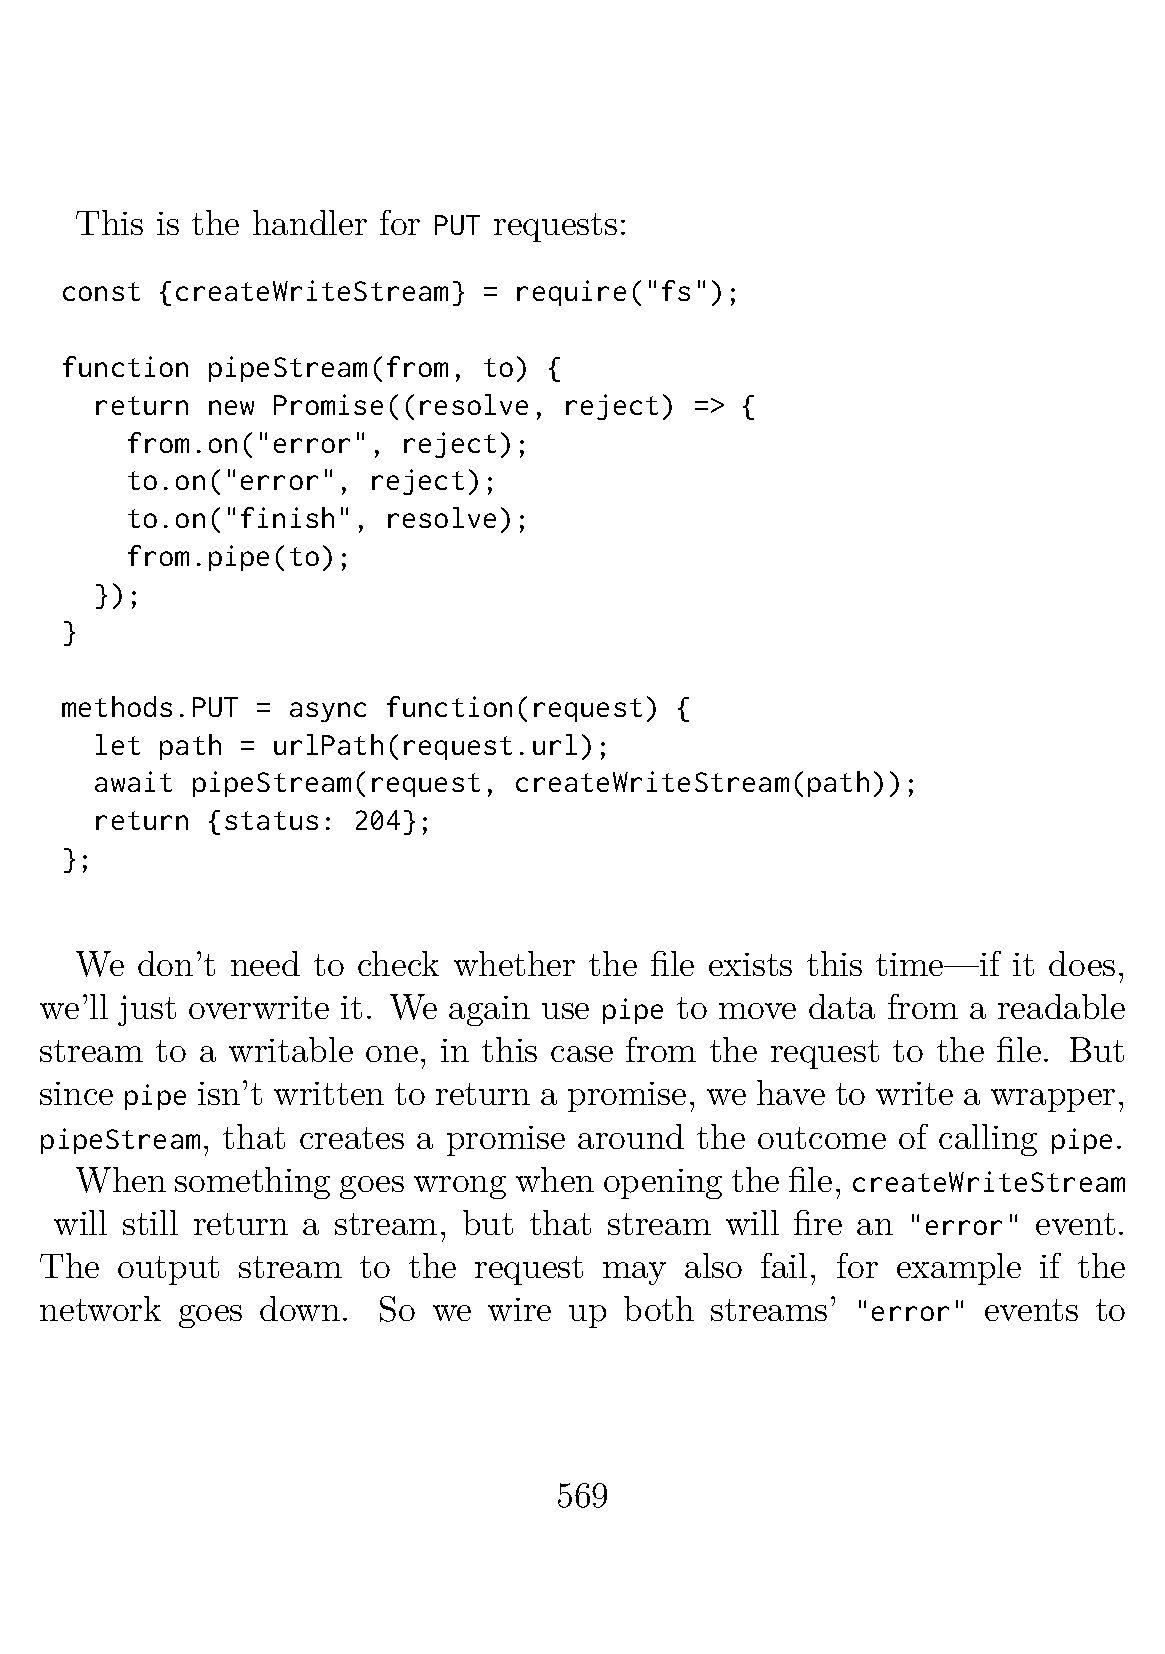 This is the handler for PUT requests:
const {createWriteStream} = require("fs");
function pipeStream(from, to) {
  return new Promise((resolve, reject) => {
    from.on("error", reject);
    to.on("error", reject);
    to.on("finish", resolve);
    from.pipe(to);
  });
}
methods.PUT = async function(request) {
  let path = urlPath(request.url);
  await pipeStream(request, createWriteStream(path));
  return {status: 204};
};
We don’t need to check whether the file exists this time—if it does,
we’ll just overwrite it. We again use pipe to move data from a readable
stream to a writable one, in this case from the request to the file. But
since pipe isn’t written to return a promise, we have to write a wrapper,
pipeStream, that creates a promise around the outcome of calling pipe.
When something goes wrong when opening the file, createWriteStream
will still return a stream, but that stream will fire an "error" event.
The output stream to the request may also fail, for example if the
network goes down. So we wire up both streams’ "error" events to
569